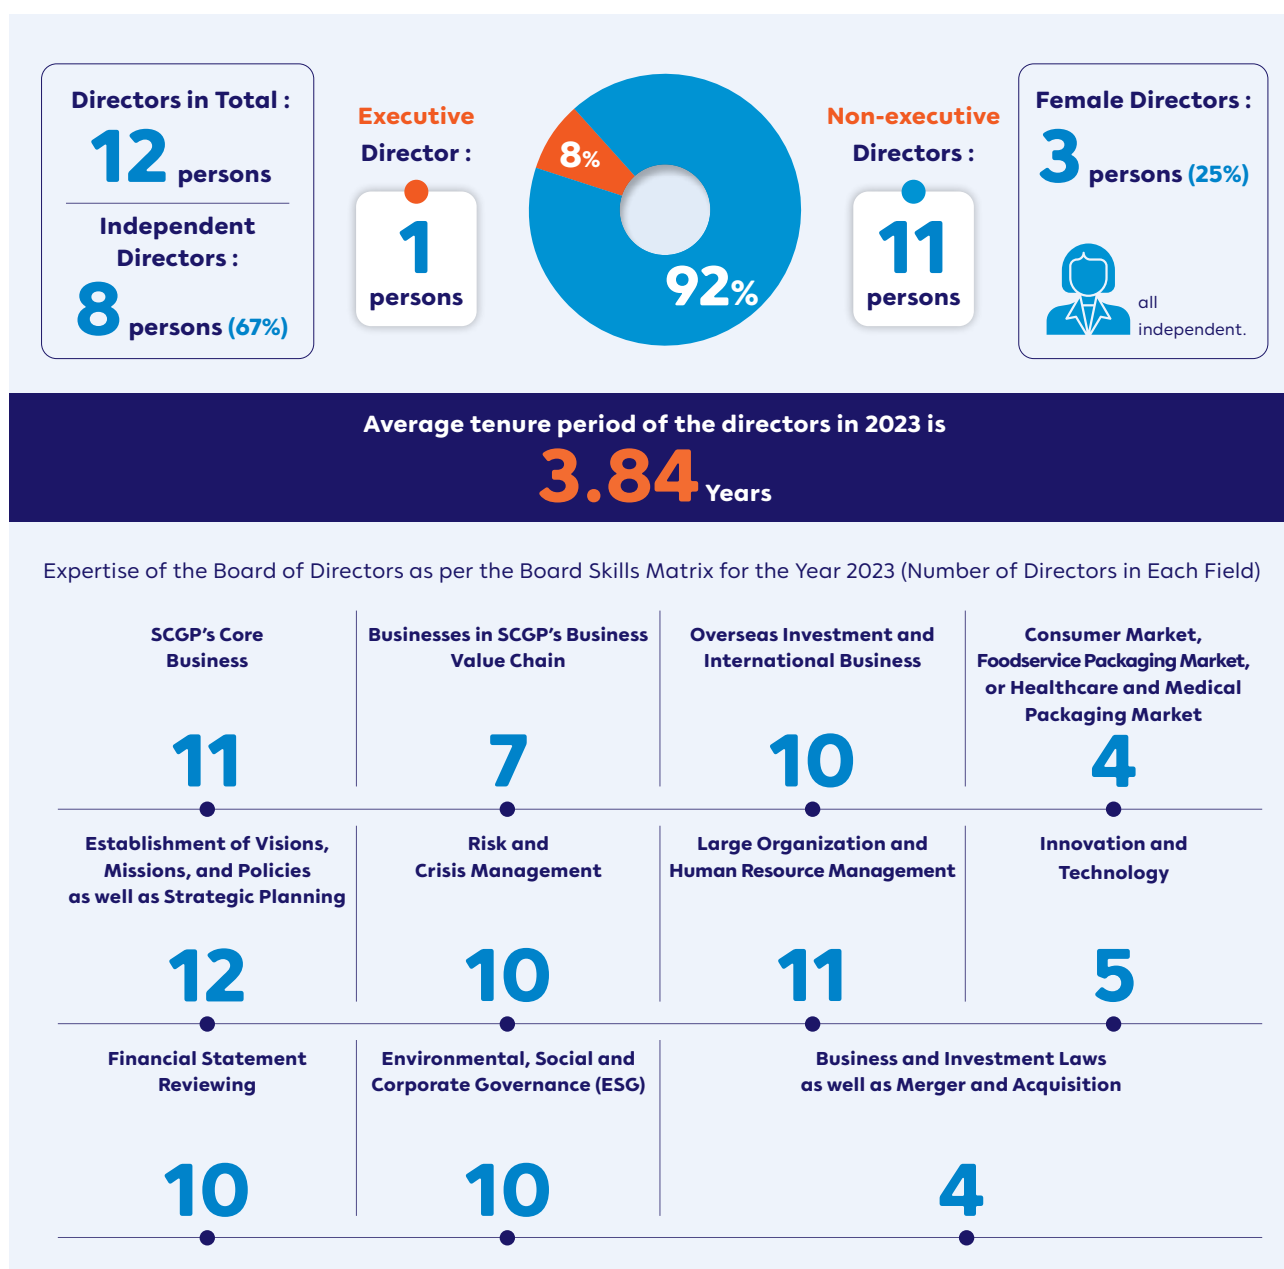 Directors in Total :
12 persons
Independent
Directors :
8 persons (67%)
Executive
Director :
1
persons
8%
92%
Non-executive
Directors :
11
persons
Female Directors :
3 persons (25%)
all
independent.
Average tenure period of the directors in 2023 is
3.84 Years
Expertise of the Board of Directors as per the Board Skills Matrix for the Year 2023 (Number of Directors in Each Field)
SCGP's Core
Business
11
Businesses in SCGP's Business
Value Chain
7
Overseas Investment and
International Business
10
Consumer Market,
Foodservice Packaging Market,
or Healthcare and Medical
Packaging Market
4
Establishment of Visions,
Missions, and Policies
as well as Strategic Planning
12
Risk and
Crisis Management
10
Large Organization and
Human Resource Management
11
Innovation and
Technology
5
Financial Statement
Reviewing
10
Environmental, Social and
Corporate Governance (ESG)
10
Business and Investment Laws
as well as Merger and Acquisition
4